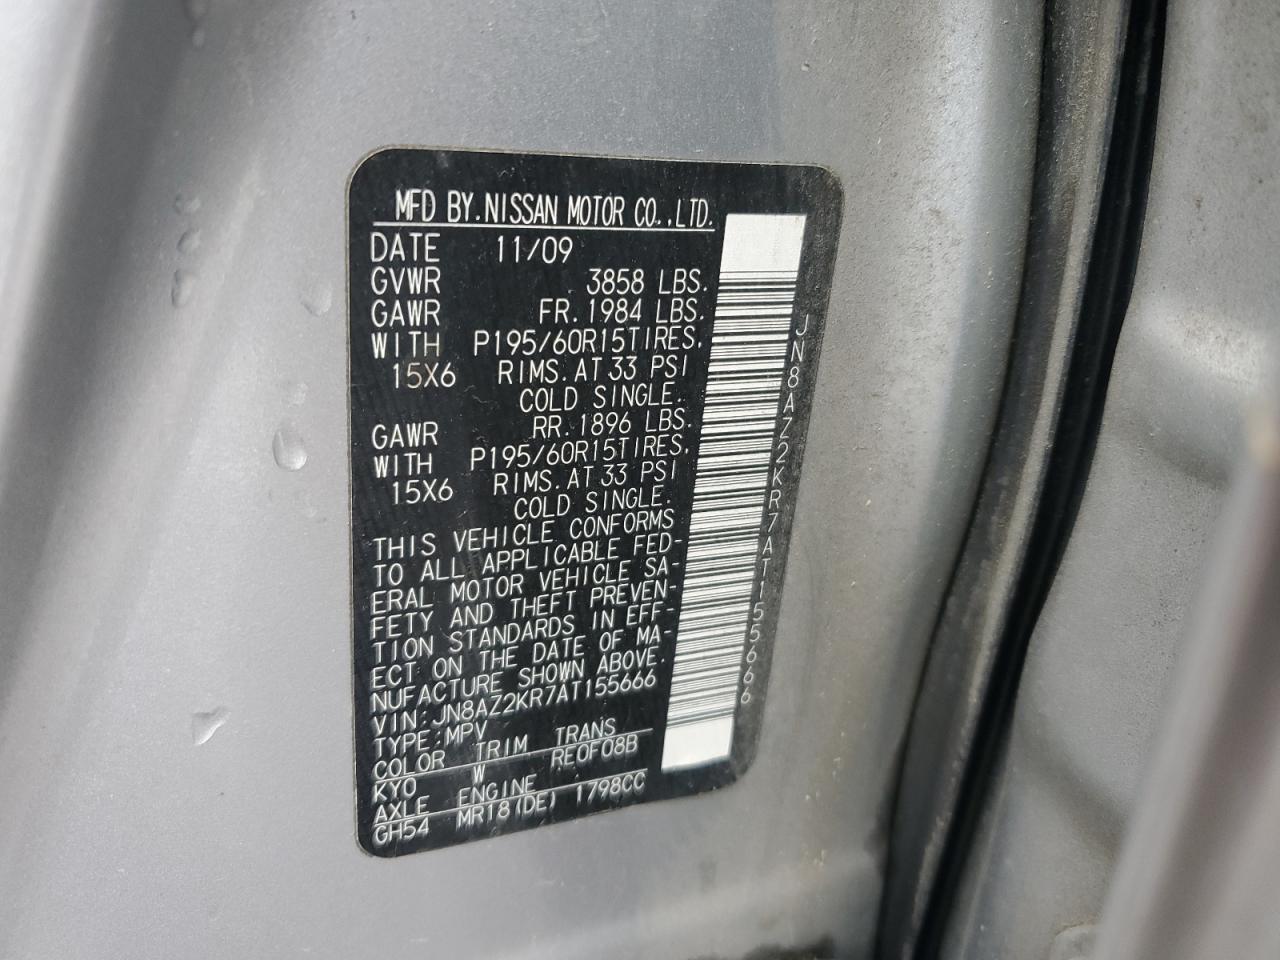 MFD BY.NISSAN MOTOR CO.,LTD.
DATE 11/09
GVWR 3858 LBS.
GAWR FR. 1984 LBS.
WITH P195/60R15TIRES.
15X6 RIMS.AT 33 PSI
COLD SINGLE.
GAWR RR. 1896 LBS.
WITH P195/60R15TIRES.
15X6 RIMS.AT 33 PSI
COLD SINGLE.
THIS VEHICLE CONFORMS
TO ALL APPLICABLE FED-
ERAL MOTOR VEHICLE SA-
FETY AND THEFT PREVEN-
TION STANDARDS IN EFF-
ECT ON THE DATE OF MA-
NUFACTURE SHOWN ABOVE.
VIN:JN8AZ2KR7AT155666
TYPE:MPV
COLOR TRIM TRANS
KYO W RE0F08B
AXLE ENGINE
GH54 MR18(DE) 1798CC
JN8AZ2KR7AT155666